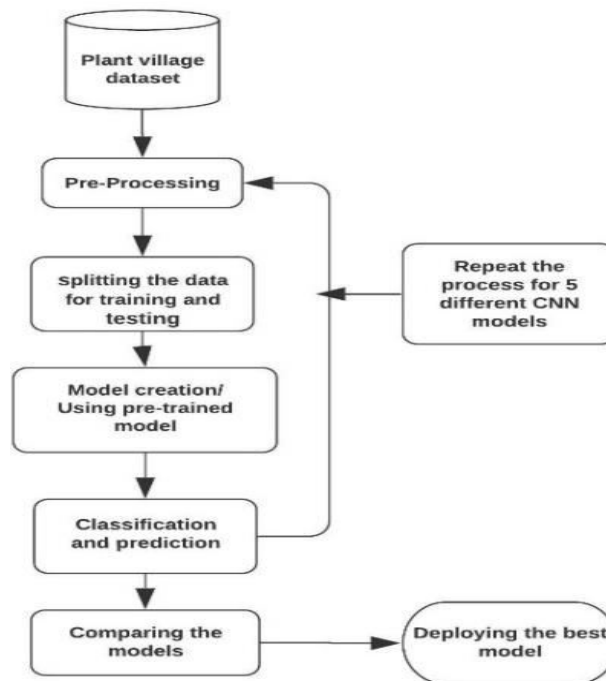 Plant village
dataset
Pre-Processing
splitting the data
for training and
testing
Repeat the
process for 5
different CNN
models
Model creation/
Using pre-trained
model
Classification
and prediction
Comparing the
models
Deploying the best
model